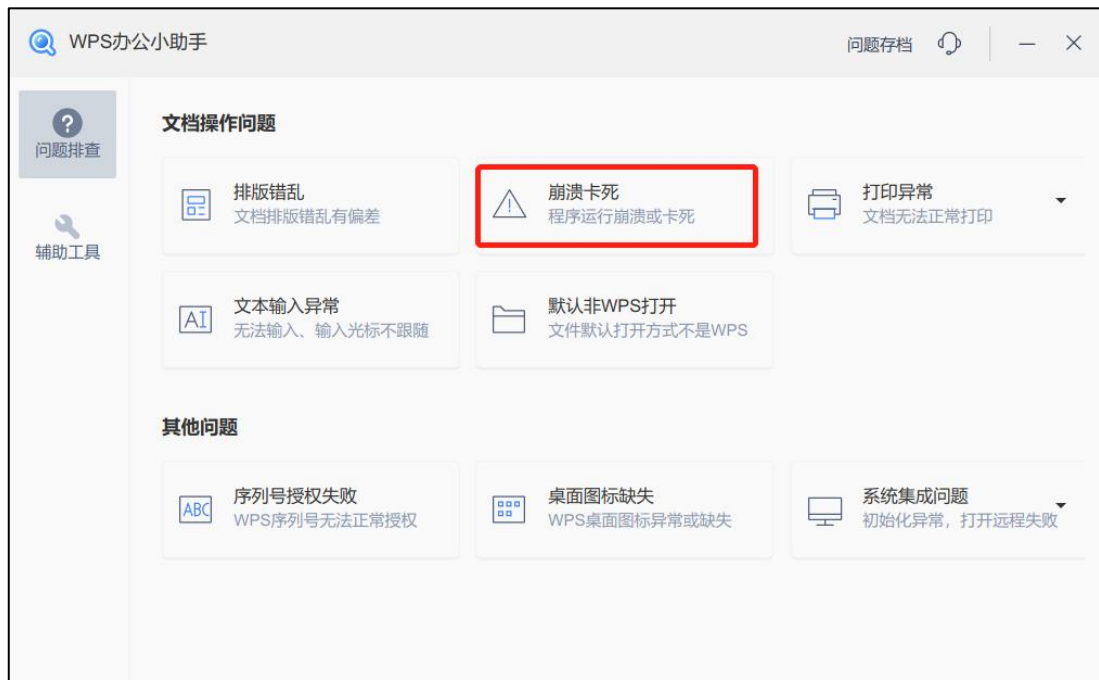 WPS办公小助手
问题存档
问题排查
辅助工具
文档操作问题
排版错乱
文档排版错乱有偏差
崩溃卡死
程序运行崩溃或卡死
打印异常
文档无法正常打印
AI
文本输入异常
无法输入、输入光标不跟随
默认非WPS打开
文件默认打开方式不是WPS
其他问题
ABC
序列号授权失败
WPS序列号无法正常授权
桌面图标缺失
WPS桌面图标异常或缺失
系统集成问题
初始化异常，打开远程失败